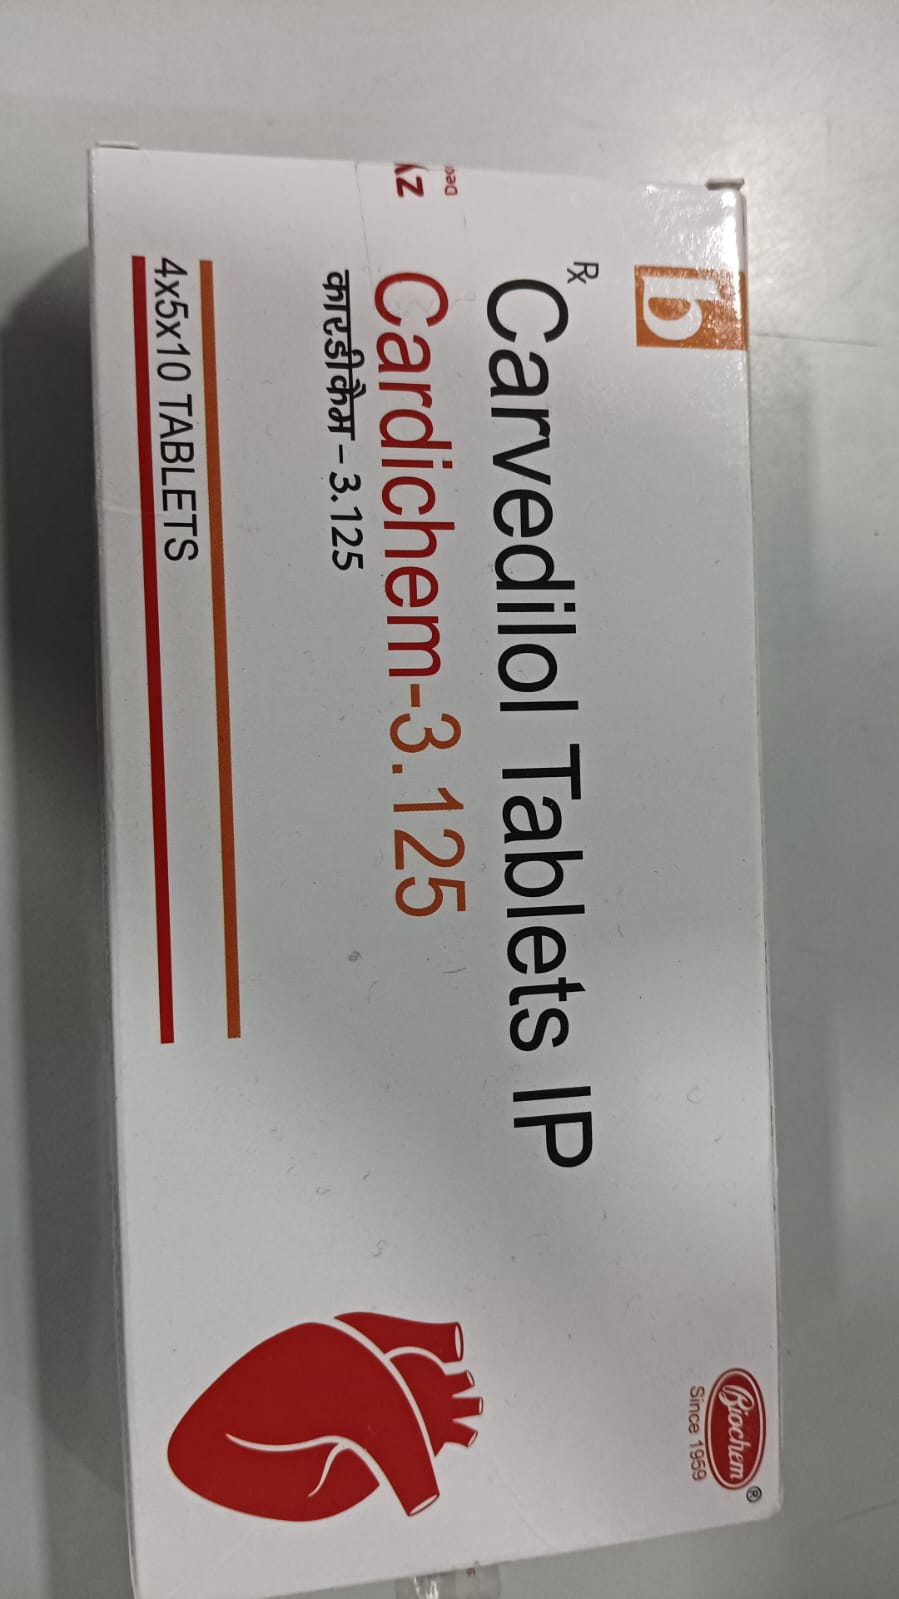 b
Biochem®
Since 1959
Rx
Carvedilol Tablets IP
Cardichem-3.125
कारडीकैम – 3.125
4x5x10 TABLETS